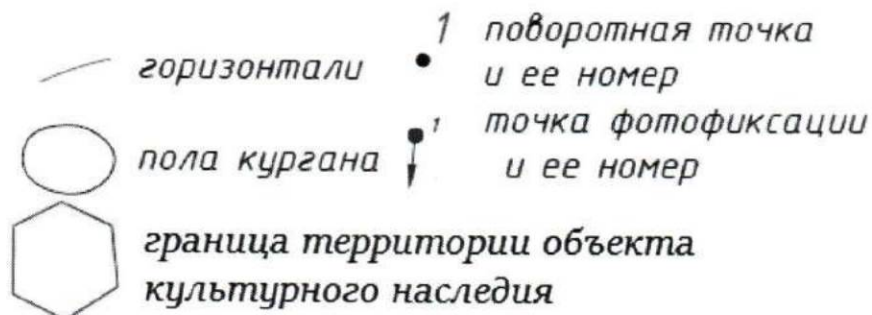 горизонтали
1 поворотная точка
и ее номер
пола кургана
1 точка фотофиксации
и ее номер
граница территории объекта
культурного наследия